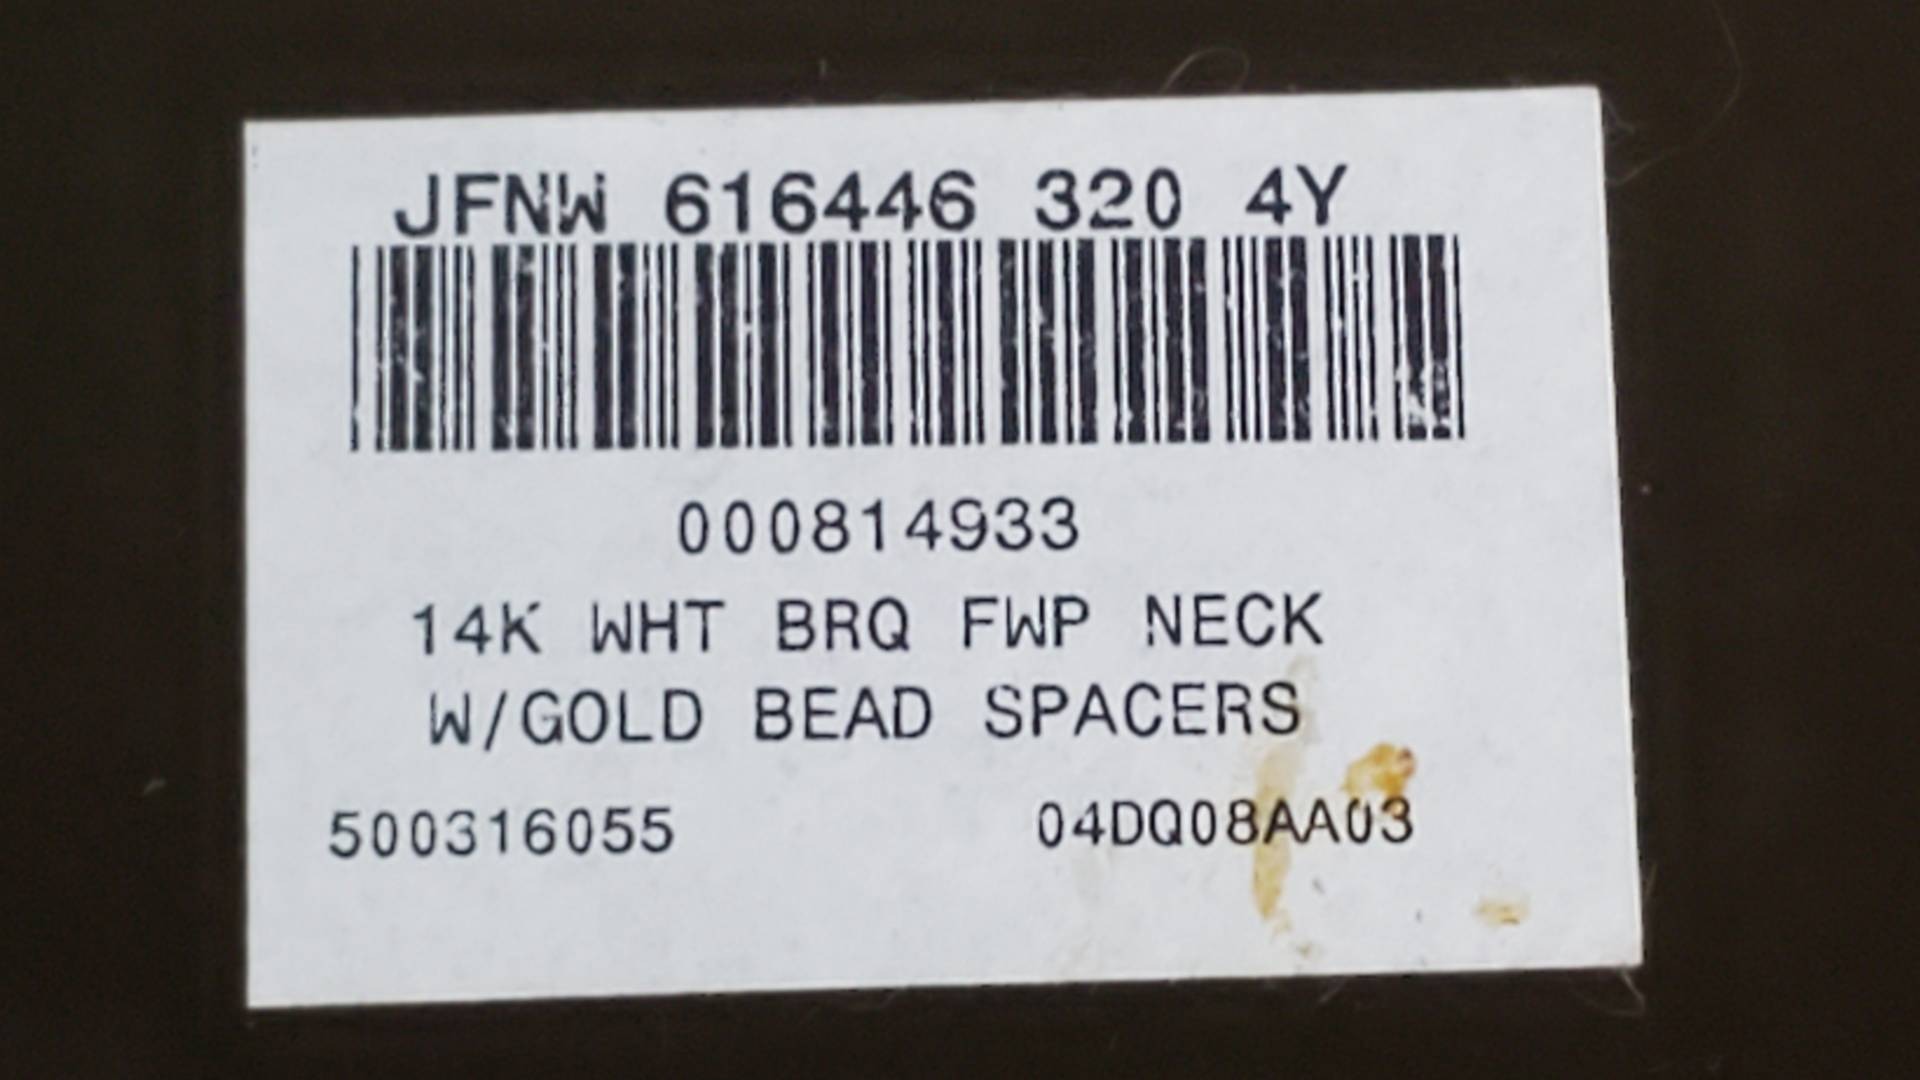 JFNW 616446 320 4Y
000814933
14K WHT BRQ FWP NECK
W/GOLD BEAD SPACERS
500316055 04DQ08AA03